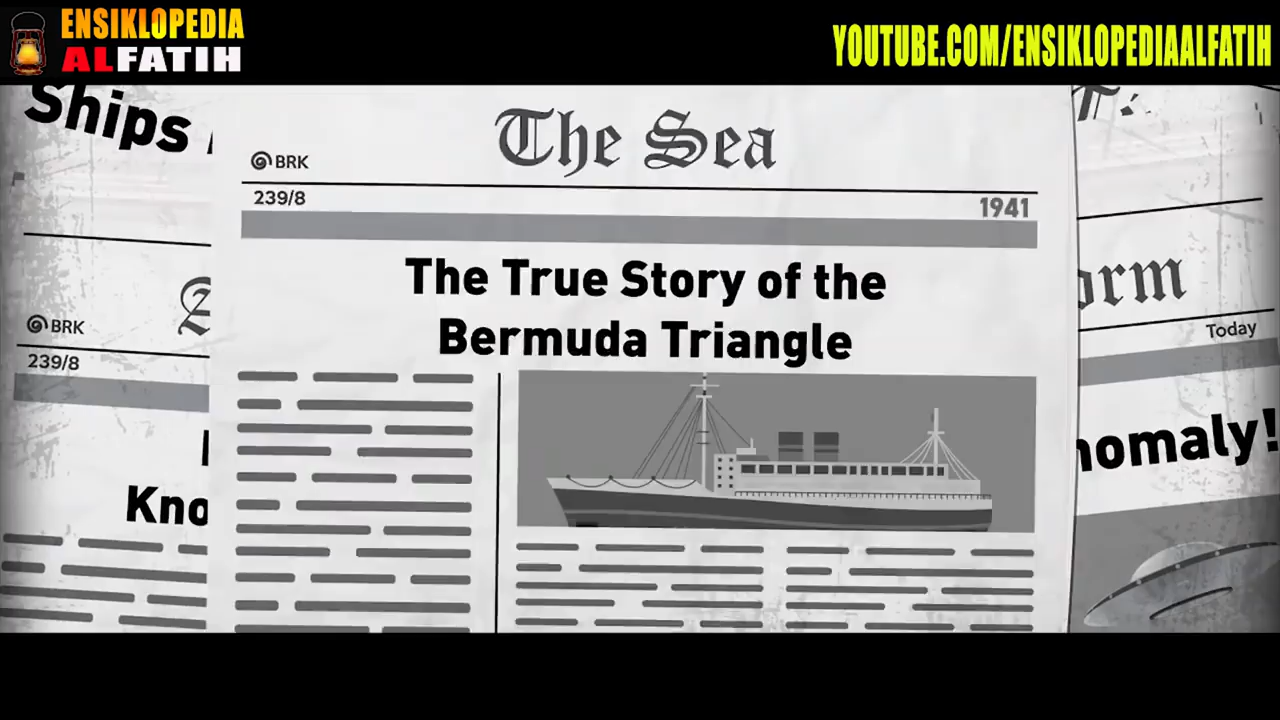 ENSIKLOPEDIA
ALFATIH
YOUTUBE.COM/ENSIKLOPEDIAALFATIH
Ships
BRK
239/8
Kno
The Sea
BRK
239/8
1941
The True Story of the
Bermuda Triangle
orm
Today
nomaly!